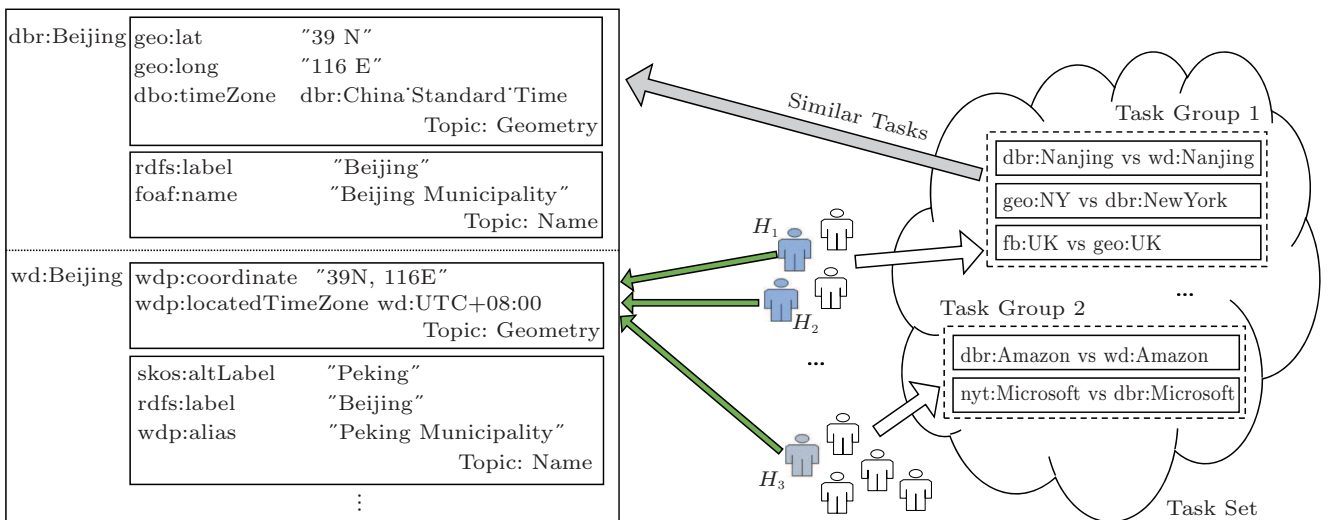 dbr:Beijing
geo:lat ˝39 N˝
geo:long ˝116 E˝
dbo:timeZone dbr:China˙Standard˙Time
Topic: Geometry
rdfs:label ˝Beijing˝
foaf:name ˝Beijing Municipality˝
Topic: Name
wd:Beijing
wdp:coordinate ˝39N, 116E˝
wdp:locatedTimeZone wd:UTC+08:00
Topic: Geometry
skos:altLabel ˝Peking˝
rdfs:label ˝Beijing˝
wdp:alias ˝Peking Municipality˝
Topic: Name
⋮
Similar Tasks
H1
H2
...
H3
Task Group 1
dbr:Nanjing vs wd:Nanjing
geo:NY vs dbr:NewYork
fb:UK vs geo:UK
...
Task Group 2
dbr:Amazon vs wd:Amazon
nyt:Microsoft vs dbr:Microsoft
Task Set